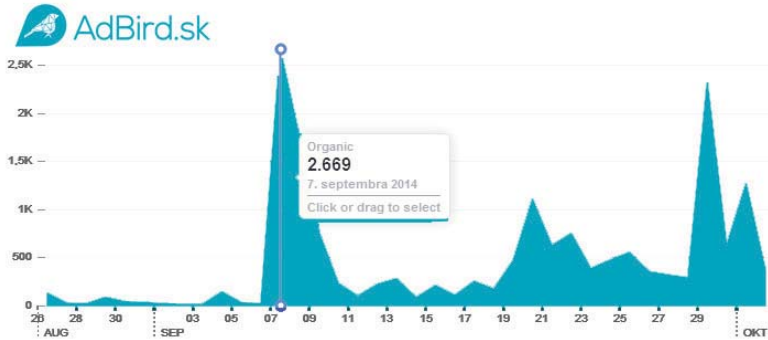 AdBird.sk
2,5K
2K
1,5K
1K
500
0
Organic
2.669
7. septembra 2014
Click or drag to select
26 28 30 03 05 07 09 11 13 15 17 19 21 23 25 27 29
AUG SEP OKT